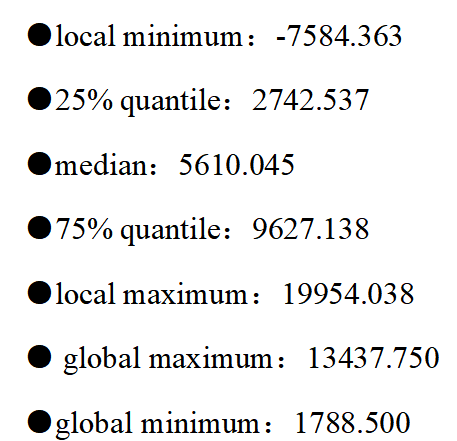 ●local minimum：-7584.363
●25% quantile：2742.537
●median：5610.045
●75% quantile：9627.138
●local maximum：19954.038
● global maximum：13437.750
●global minimum：1788.500